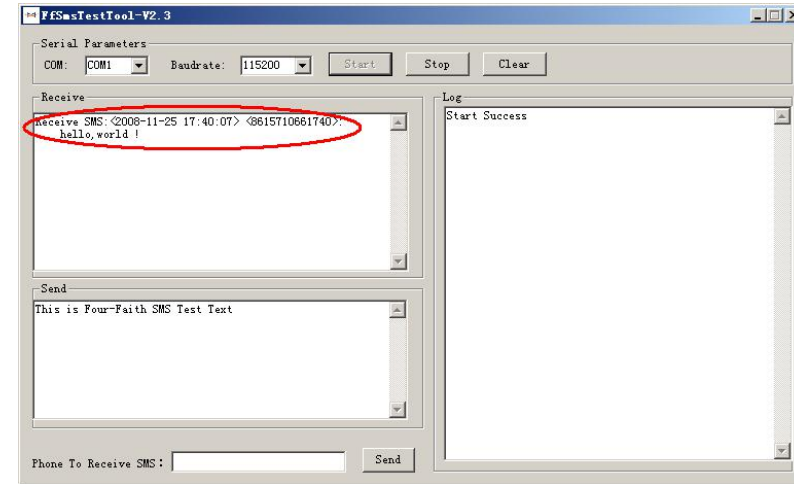 FfSmsTestTool-V2.3
Serial Parameters
COM: COM1 Baudrate: 115200 Start Stop Clear
Receive
Receive SMS:<2008-11-25 17:40:07> <8615710661740>:
hello,world !
Log
Start Success
Send
This is Four-Faith SMS Test Text
Phone To Receive SMS: Send